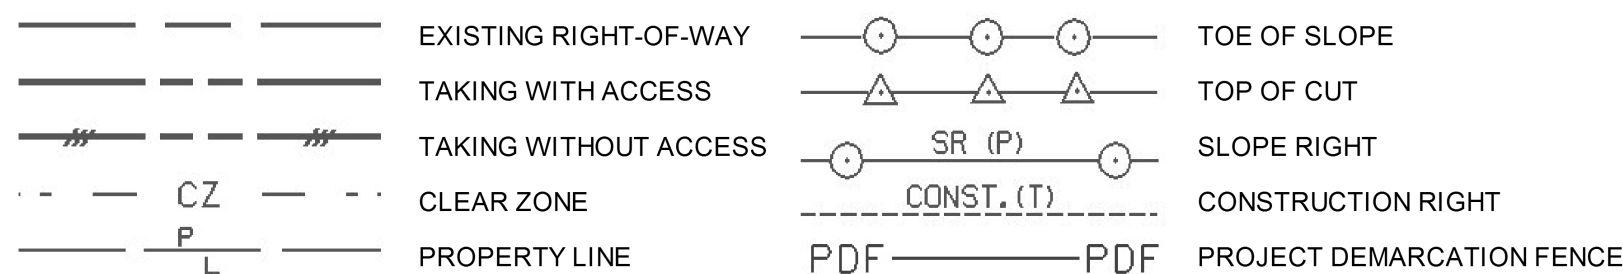 EXISTING RIGHT-OF-WAY
TAKING WITH ACCESS
TAKING WITHOUT ACCESS
CZ CLEAR ZONE
P
L PROPERTY LINE
TOE OF SLOPE
TOP OF CUT
SR (P) SLOPE RIGHT
CONST.(T) CONSTRUCTION RIGHT
PDF PDF PROJECT DEMARCATION FENCE